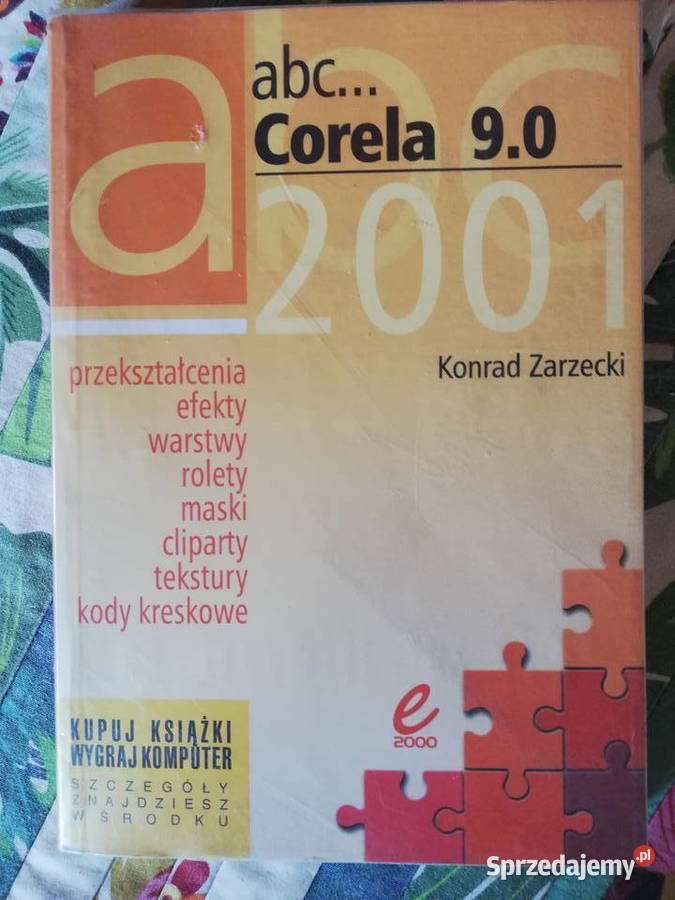 abc...
Corela 9.0
a
bc
2001
Konrad Zarzecki
przekształcenia
efekty
warstwy
rolety
maski
cliparty
tekstury
kody kreskowe
e
2000
KUPUJ KSIĄŻKI
WYGRAJ KOMPUTER
SZCZEGÓŁY
ZNAJDZIESZ
W ŚRODKU
Sprzedajemy.pl